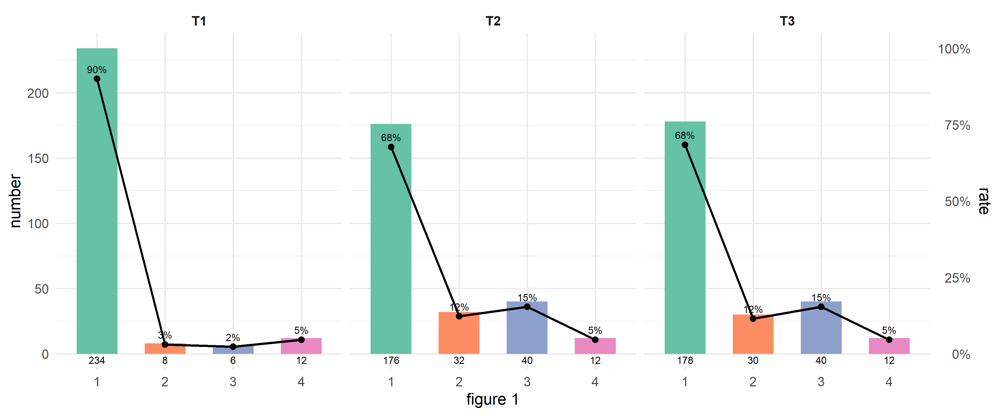 T1 T2 T3
100%
90%
200
68% 68% 75%
150
number rate
50%
100
25%
50
12% 15% 12% 15%
3% 2% 5% 5% 5%
0 0%
234 8 6 12 176 32 40 12 178 30 40 12
1 2 3 4 1 2 3 4 1 2 3 4
figure 1